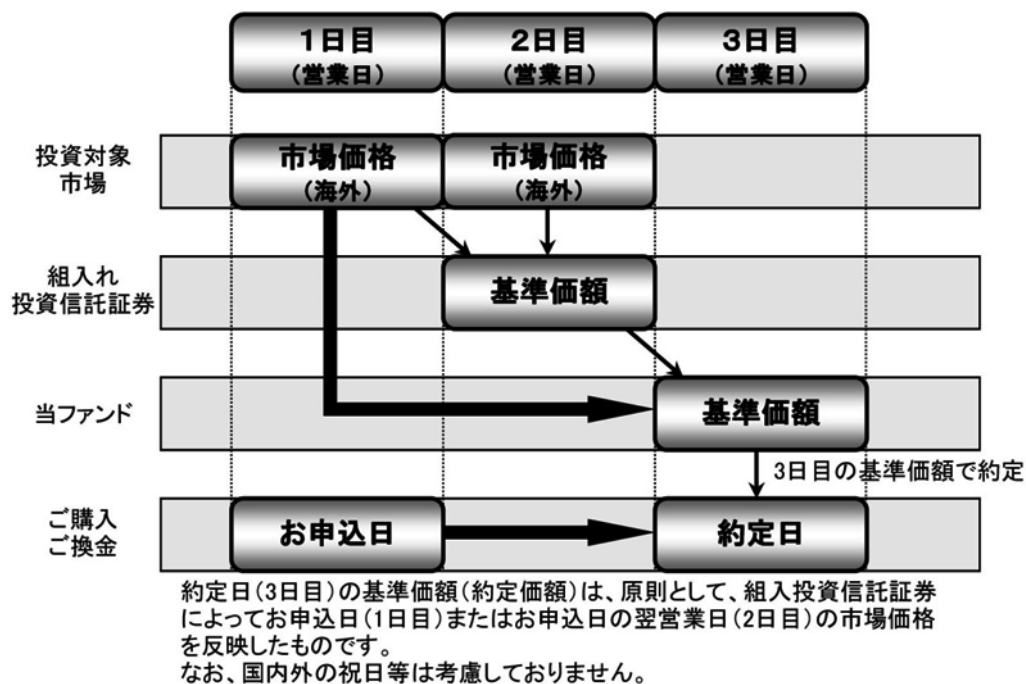 1日目
(営業日)
2日目
(営業日)
3日目
(営業日)
投資対象
市場
市場価格
(海外)
市場価格
(海外)
組入れ
投資信託証券
基準価額
当ファンド
基準価額
3日目の基準価額で約定
ご購入
ご換金
お申込日
約定日
約定日(3日目)の基準価額(約定価額)は、原則として、組入投資信託証券
によってお申込日(1日目)またはお申込日の翌営業日(2日目)の市場価格
を反映したものです。
なお、国内外の祝日等は考慮しておりません。